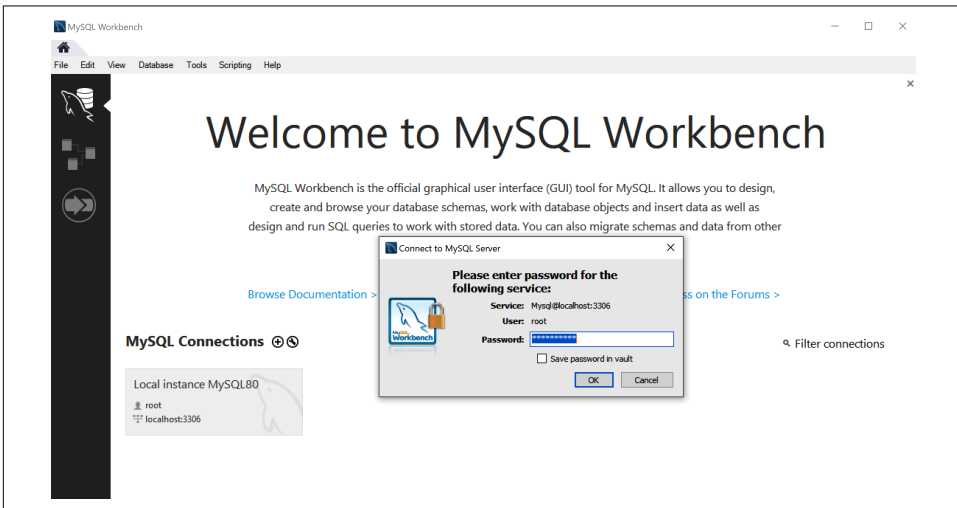 MySQL Workbench
File Edit View Database Tools Scripting Help
Welcome to MySQL Workbench
MySQL Workbench is the official graphical user interface (GUI) tool for MySQL. It allows you to design,
create and browse your database schemas, work with database objects and insert data as well as
design and run SQL queries to work with stored data. You can also migrate schemas and data from other
Connect to MySQL Server
Please enter password for the
following service:
Service: Mysql@localhost:3306
User: root
Password: **********
Save password in vault
OK Cancel
MySQL
Workbench
Browse Documentation >
ss on the Forums >
MySQL Connections
Filter connections
Local instance MySQL80
root
localhost:3306